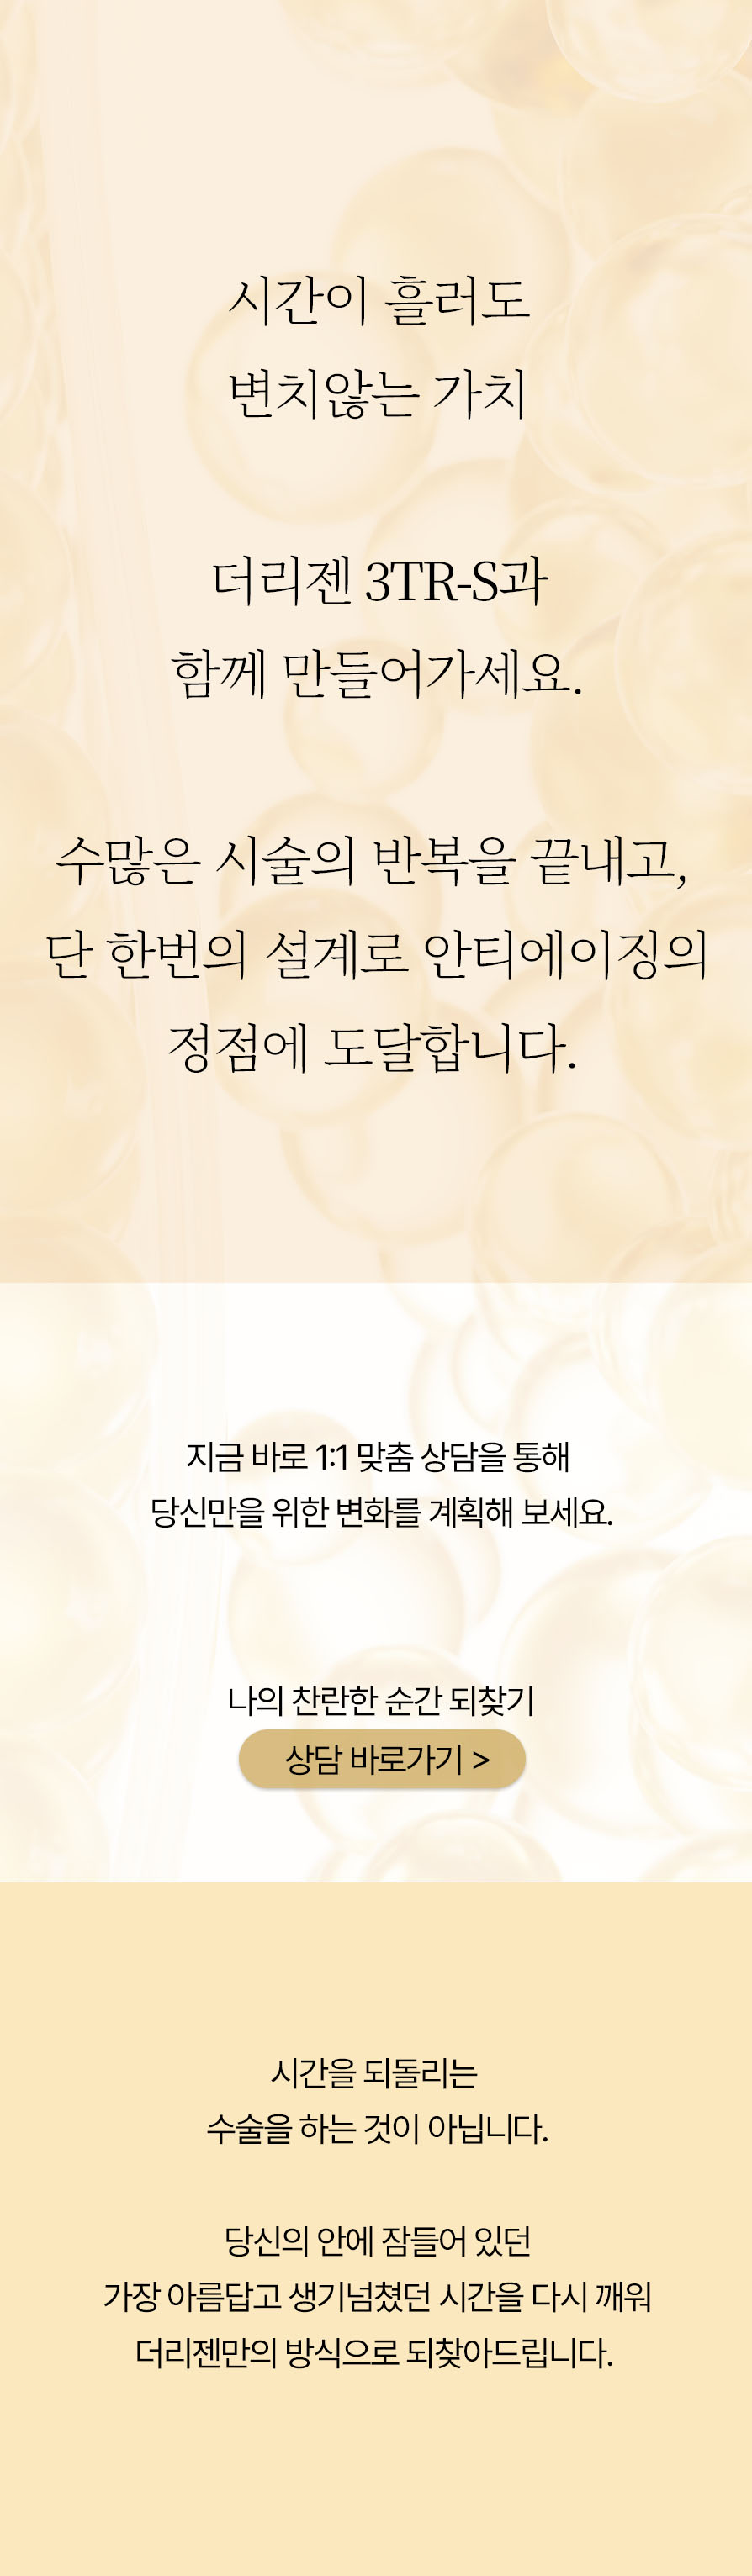 시간이 흘러도
변치않는 가치
더리젠 3TR-S과
함께 만들어가세요.
수많은 시술의 반복을 끝내고,
단 한번의 설계로 안티에이징의
정점에 도달합니다.
지금 바로 1:1 맞춤 상담을 통해
당신만을 위한 변화를 계획해 보세요.
나의 찬란한 순간 되찾기
상담 바로가기 >
시간을 되돌리는
수술을 하는 것이 아닙니다.
당신의 안에 잠들어 있던
가장 아름답고 생기넘쳤던 시간을 다시 깨워
더리젠만의 방식으로 되찾아드립니다.